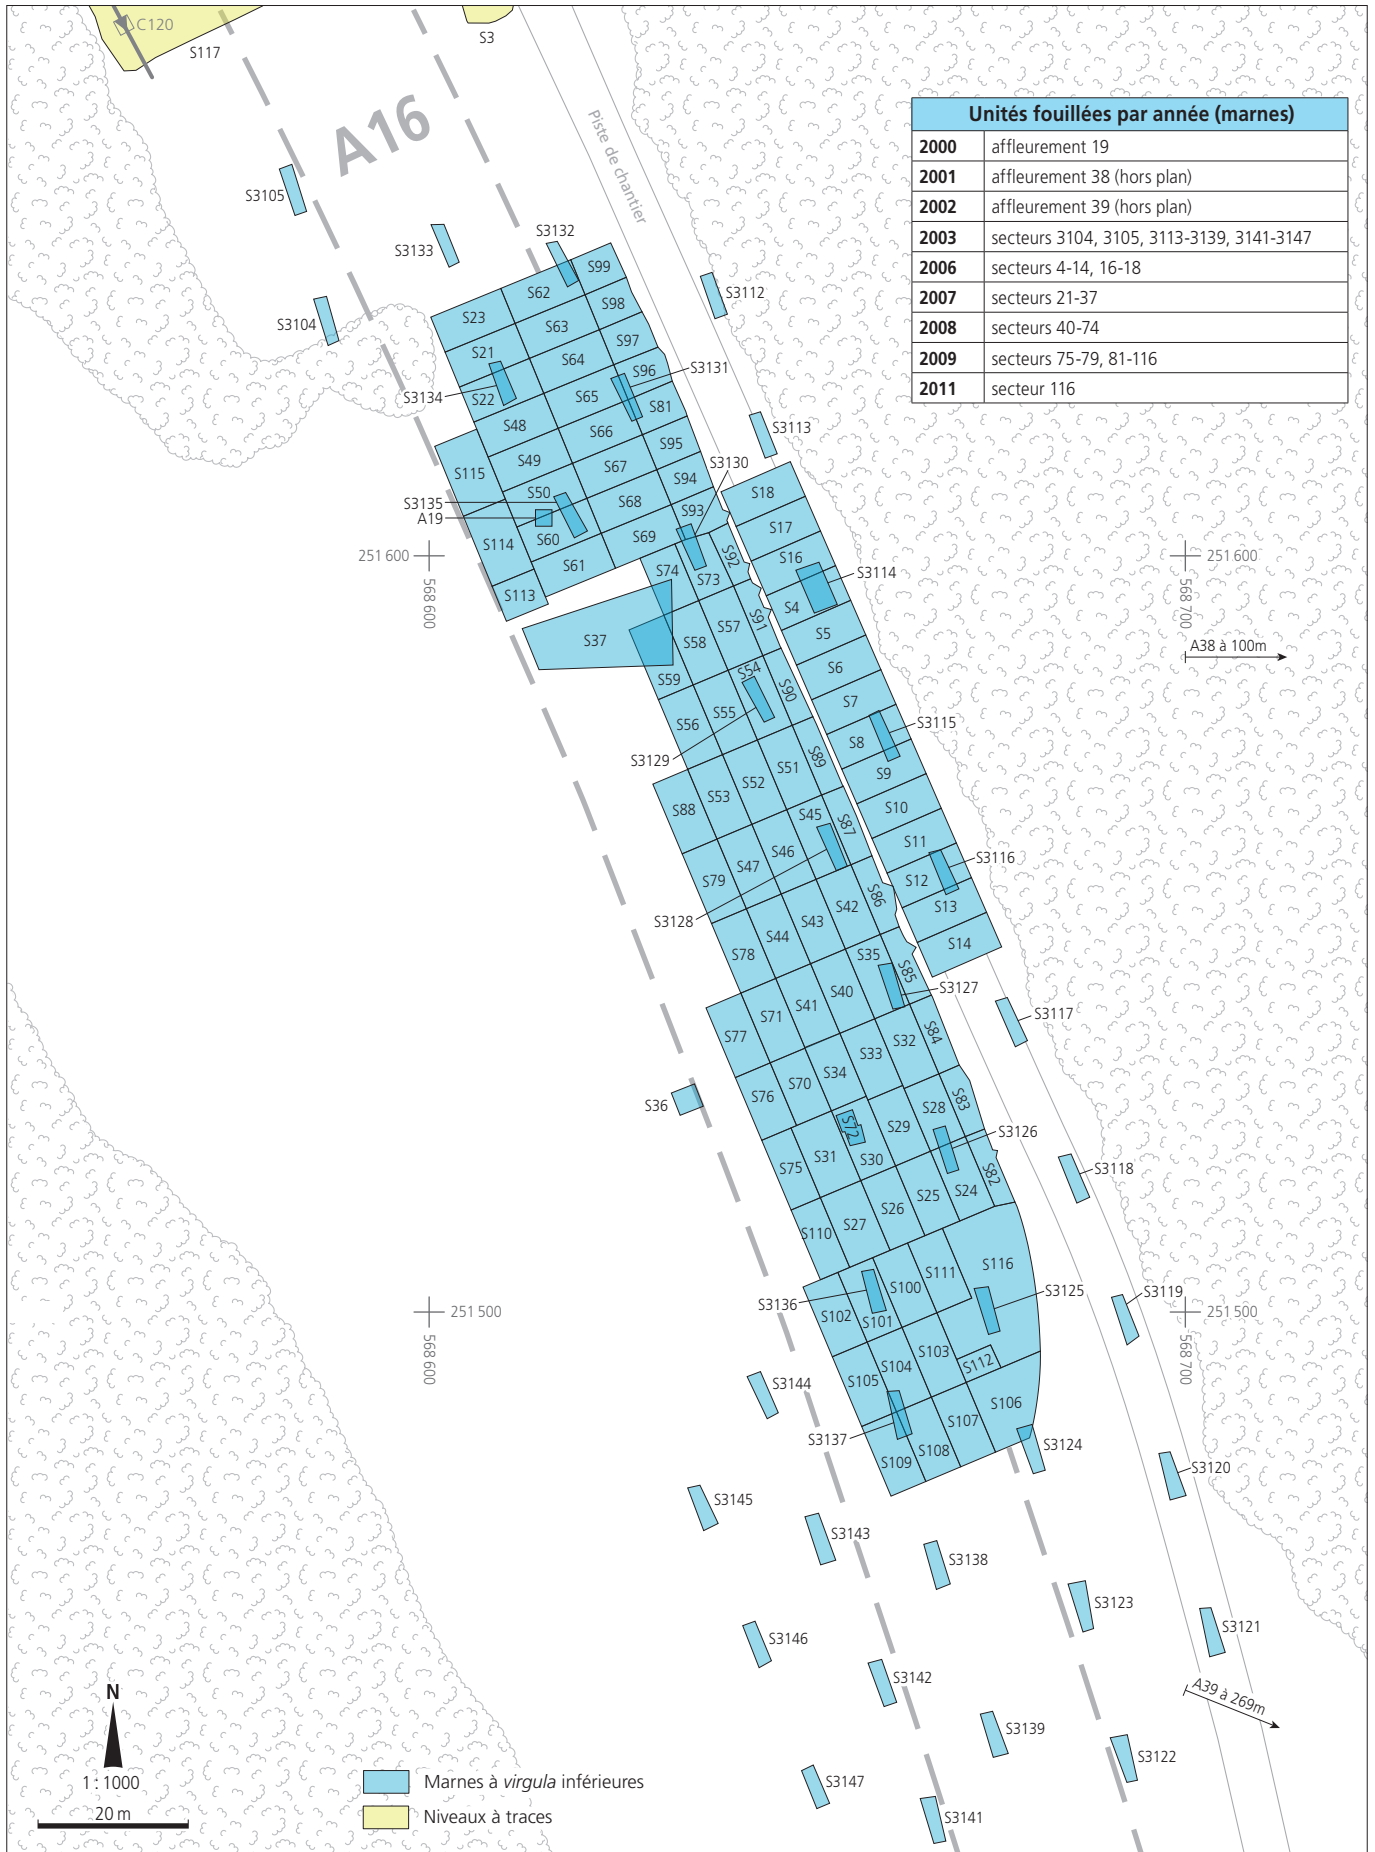 C120
S117
S3
A16
Piste de chantier
Unités fouillées par année (marnes)
2000 affleurement 19
2001 affleurement 38 (hors plan)
2002 affleurement 39 (hors plan)
2003 secteurs 3104, 3105, 3113-3139, 3141-3147
2006 secteurs 4-14, 16-18
2007 secteurs 21-37
2008 secteurs 40-74
2009 secteurs 75-79, 81-116
2011 secteur 116
S3105
S3133
S3132
S3104
S3112
S99
S62
S98
S23
S63
S97
S21
S64
S96
S3131
S3134
S22
S65
S81
S48
S66
S95
S3113
S115
S49
S67
S94
S3130
S18
S50
S3135
S68
S93
S17
A19
S60
S69
S92
S16
S114
S61
S74
S73
S3114
251 600
568 600
251 600
568 700
S113
S4
S37
S58
S57
S91
S5
A38 à 100m
S6
S59
S54
S90
S7
S56
S55
S3115
S8
S3129
S51
S89
S9
S88
S53
S52
S10
S45
S87
S11
S79
S47
S46
S3116
S12
S3128
S42
S86
S13
S78
S44
S43
S14
S35
S85
S3127
S77
S71
S41
S40
S3117
S84
S32
S33
S34
S70
S76
S36
S28
S83
S72
S29
S3126
S75
S31
S30
S82
S3118
S24
S25
S26
S27
S110
S116
S111
S100
S3136
S101
S102
S3125
S3119
251 500
568 600
251 500
568 700
S103
S112
S104
S105
S3144
S106
S107
S3137
S108
S109
S3124
S3120
S3145
S3143
S3138
S3123
S3121
S3146
S3142
A39 à 269m
S3139
S3122
S3147
S3141
N
1 : 1000
20 m
Marnes à virgula inférieures
Niveaux à traces